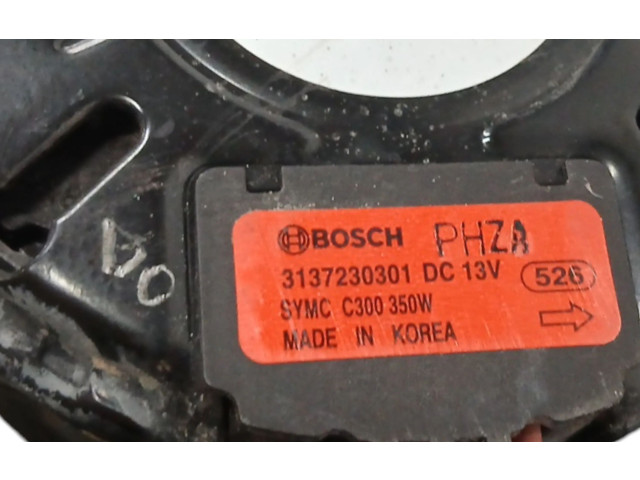 BOSCH PHZA
3137230301 DC 13V 526
SYMC C300 350W
MADE IN KOREA